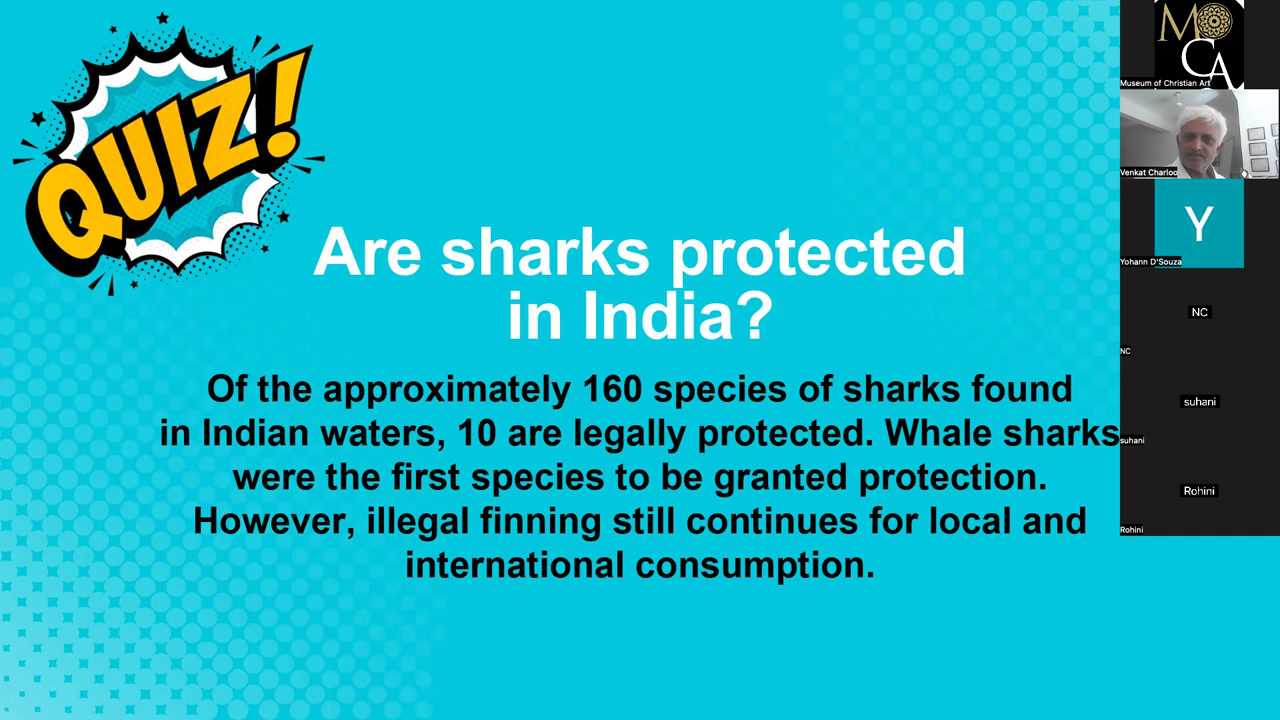 QUIZ!
Are sharks protected
in India?
Of the approximately 160 species of sharks found
in Indian waters, 10 are legally protected. Whale sharks
were the first species to be granted protection.
However, illegal finning still continues for local and
international consumption.
MOCA
Museum of Christian Art
Venkat Charloo
Y
Yohann D'Souza
NC
NC
suhani
suhani
Rohini
Rohini